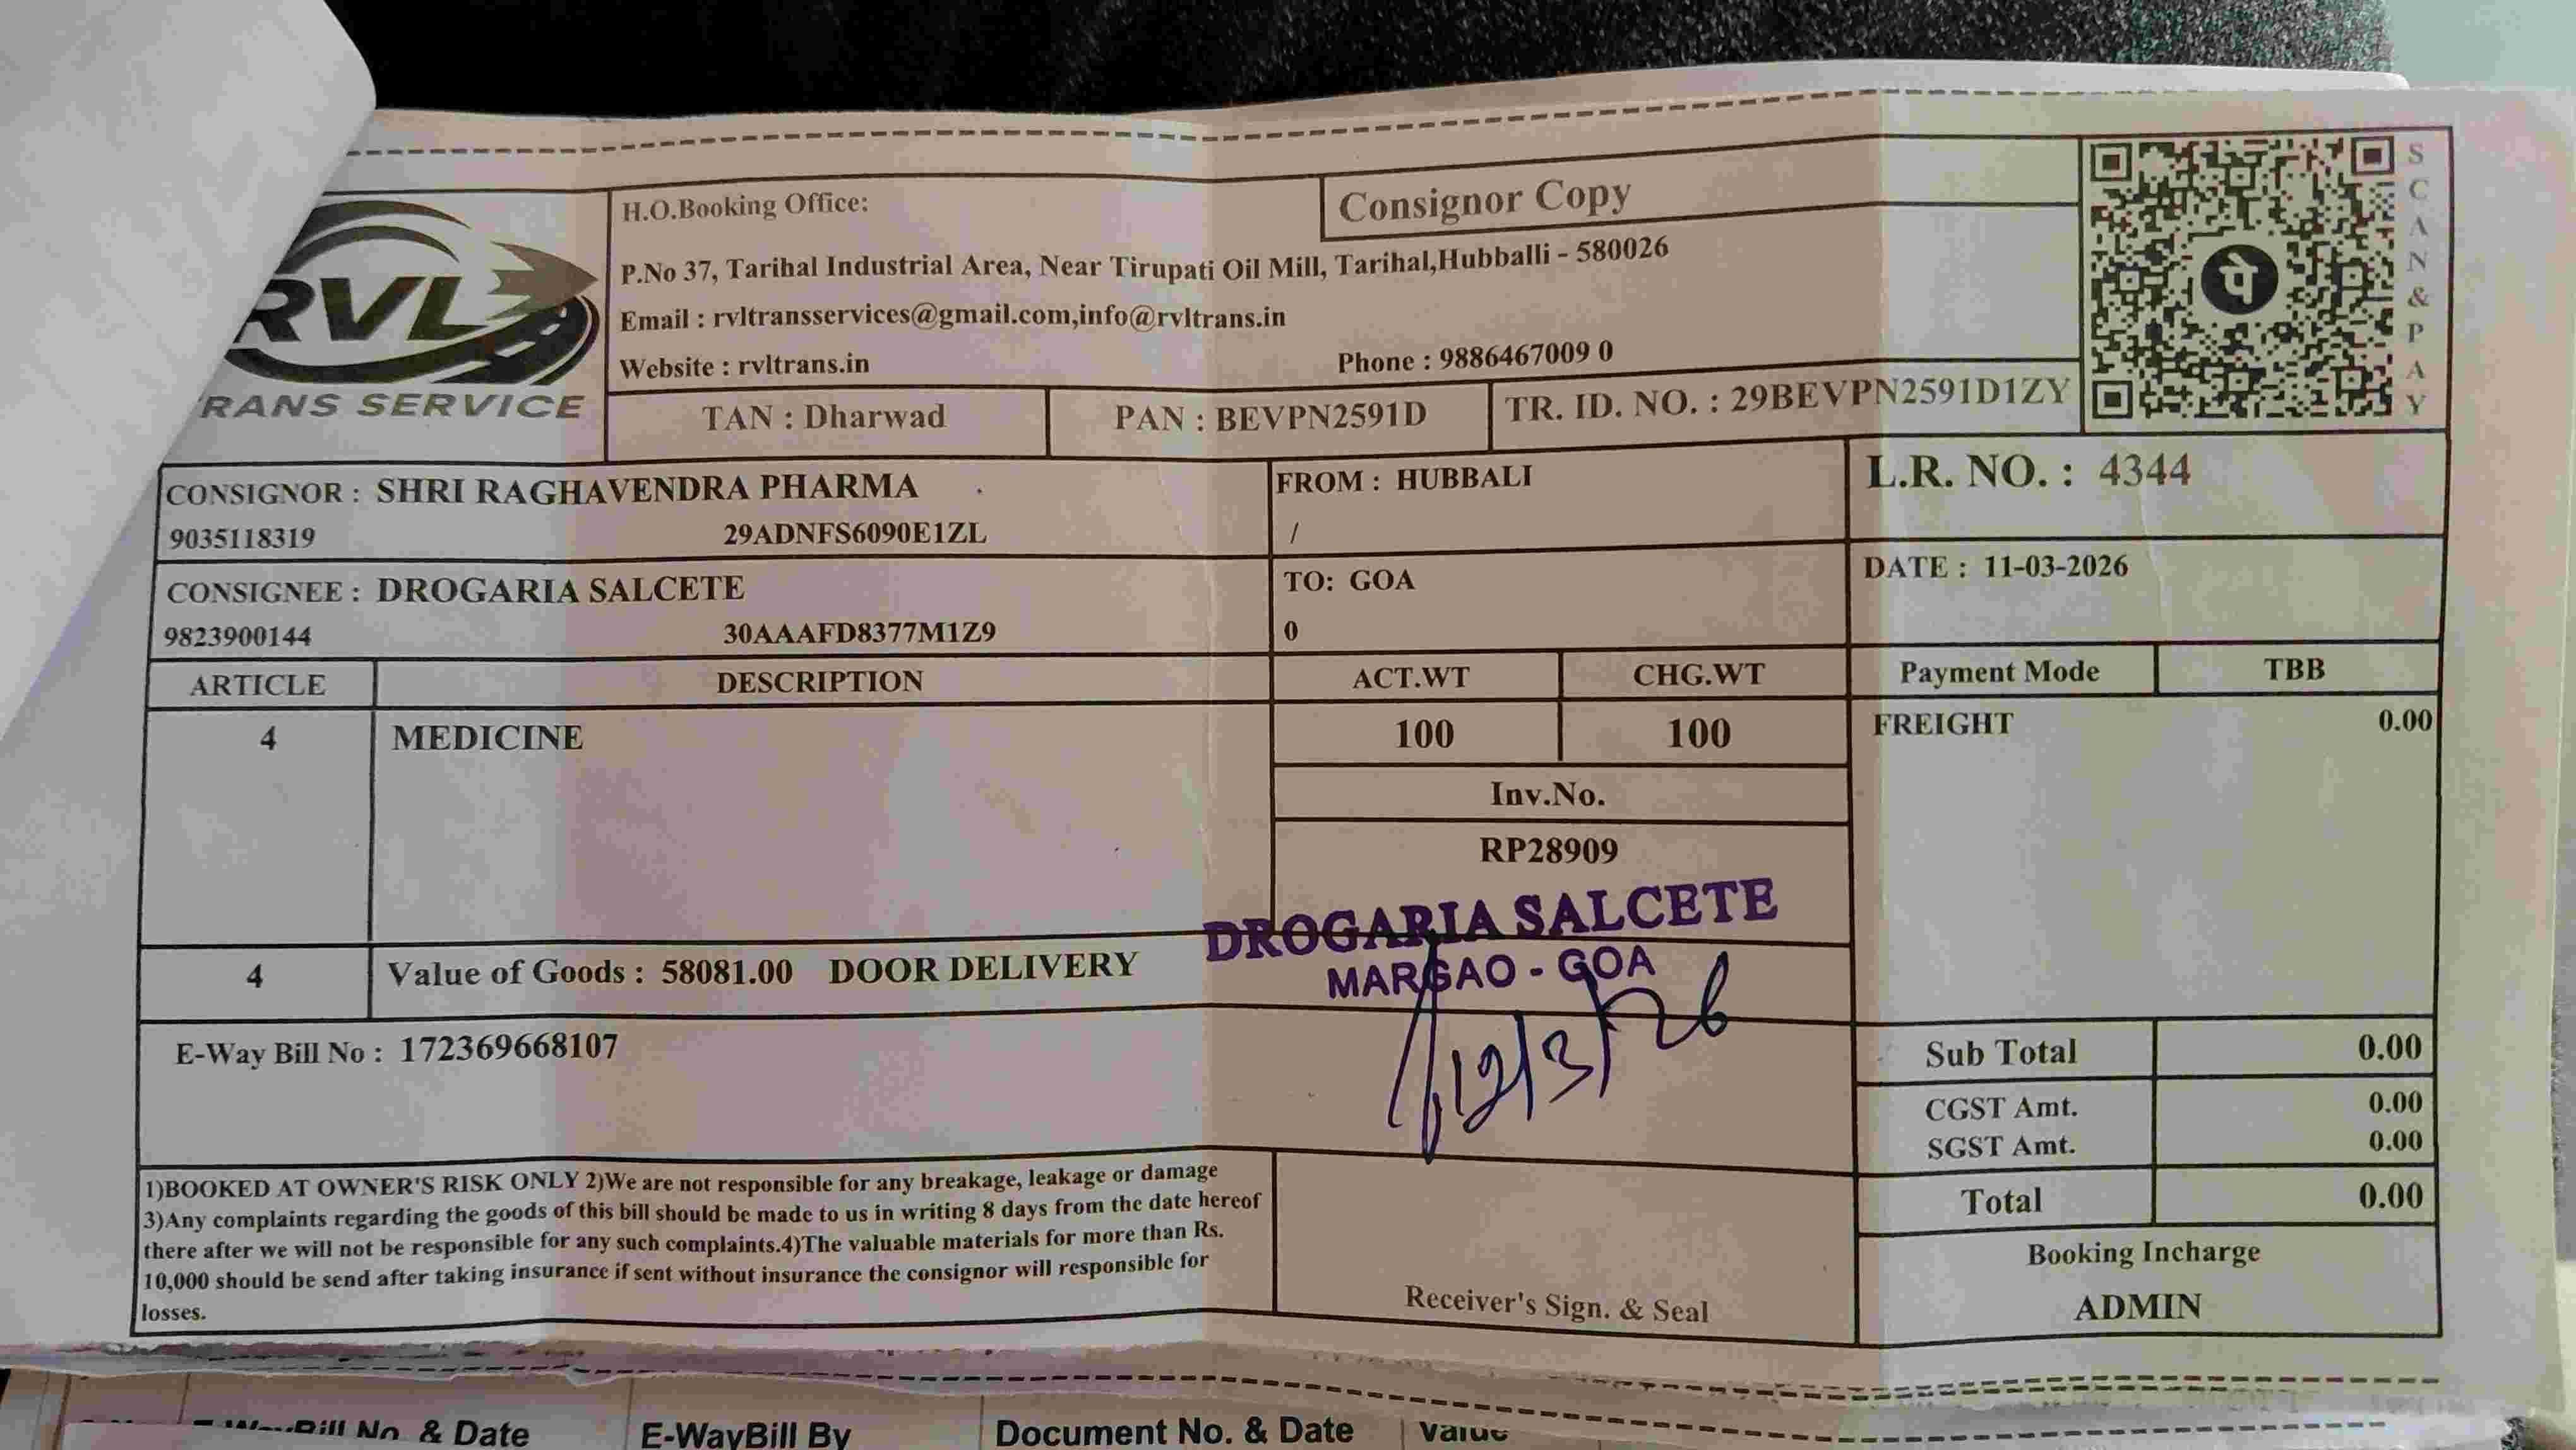 H.O.Booking Office:
Consignor Copy
P.No 37, Tarihal Industrial Area, Near Tirupati Oil Mill, Tarihal,Hubballi - 580026
Email : rvltransservices@gmail.com,info@rvltrans.in
Website : rvltrans.in Phone : 9886467009 0
RVL
RANS SERVICE
TAN : Dharwad PAN : BEVPN2591D TR. ID. NO. : 29BEVPN2591D1ZY
पे
SCAN&PAY
CONSIGNOR : SHRI RAGHAVENDRA PHARMA
9035118319 29ADNFS6090E1ZL
FROM : HUBBALI
/
L.R. NO. : 4344
CONSIGNEE : DROGARIA SALCETE
9823900144 30AAAFD8377M1Z9
TO: GOA
0
DATE : 11-03-2026
ARTICLE DESCRIPTION ACT.WT CHG.WT Payment Mode TBB
4 MEDICINE 100 100 FREIGHT 0.00
Inv.No.
RP28909
DROGARIA SALCETE
MARGAO - GOA
12/3/26
4 Value of Goods : 58081.00 DOOR DELIVERY
E-Way Bill No : 172369668107
Sub Total 0.00
CGST Amt. 0.00
SGST Amt. 0.00
Total 0.00
1)BOOKED AT OWNER'S RISK ONLY 2)We are not responsible for any breakage, leakage or damage
3)Any complaints regarding the goods of this bill should be made to us in writing 8 days from the date hereof
there after we will not be responsible for any such complaints.4)The valuable materials for more than Rs.
10,000 should be send after taking insurance if sent without insurance the consignor will responsible for
losses.
Receiver's Sign. & Seal
Booking Incharge
ADMIN
Bill No. & Date E-WayBill By Document No. & Date Value